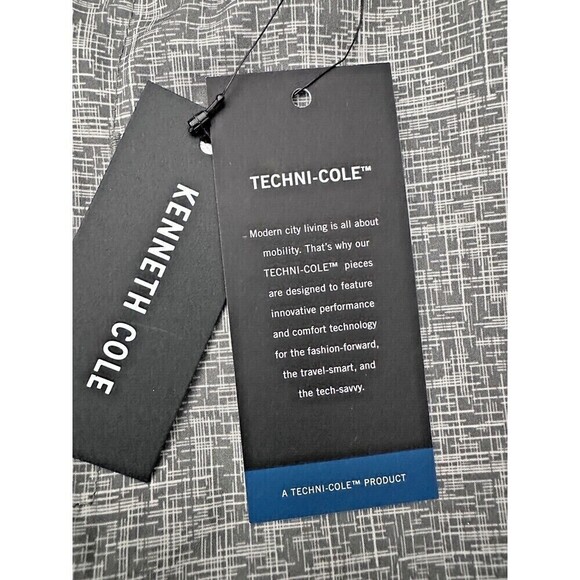 KENNETH COLE
TECHNI-COLE™
Modern city living is all about
mobility. That's why our
TECHNI-COLE™ pieces
are designed to feature
innovative performance
and comfort technology
for the fashion-forward,
the travel-smart, and
the tech-savvy.
A TECHNI-COLE™ PRODUCT